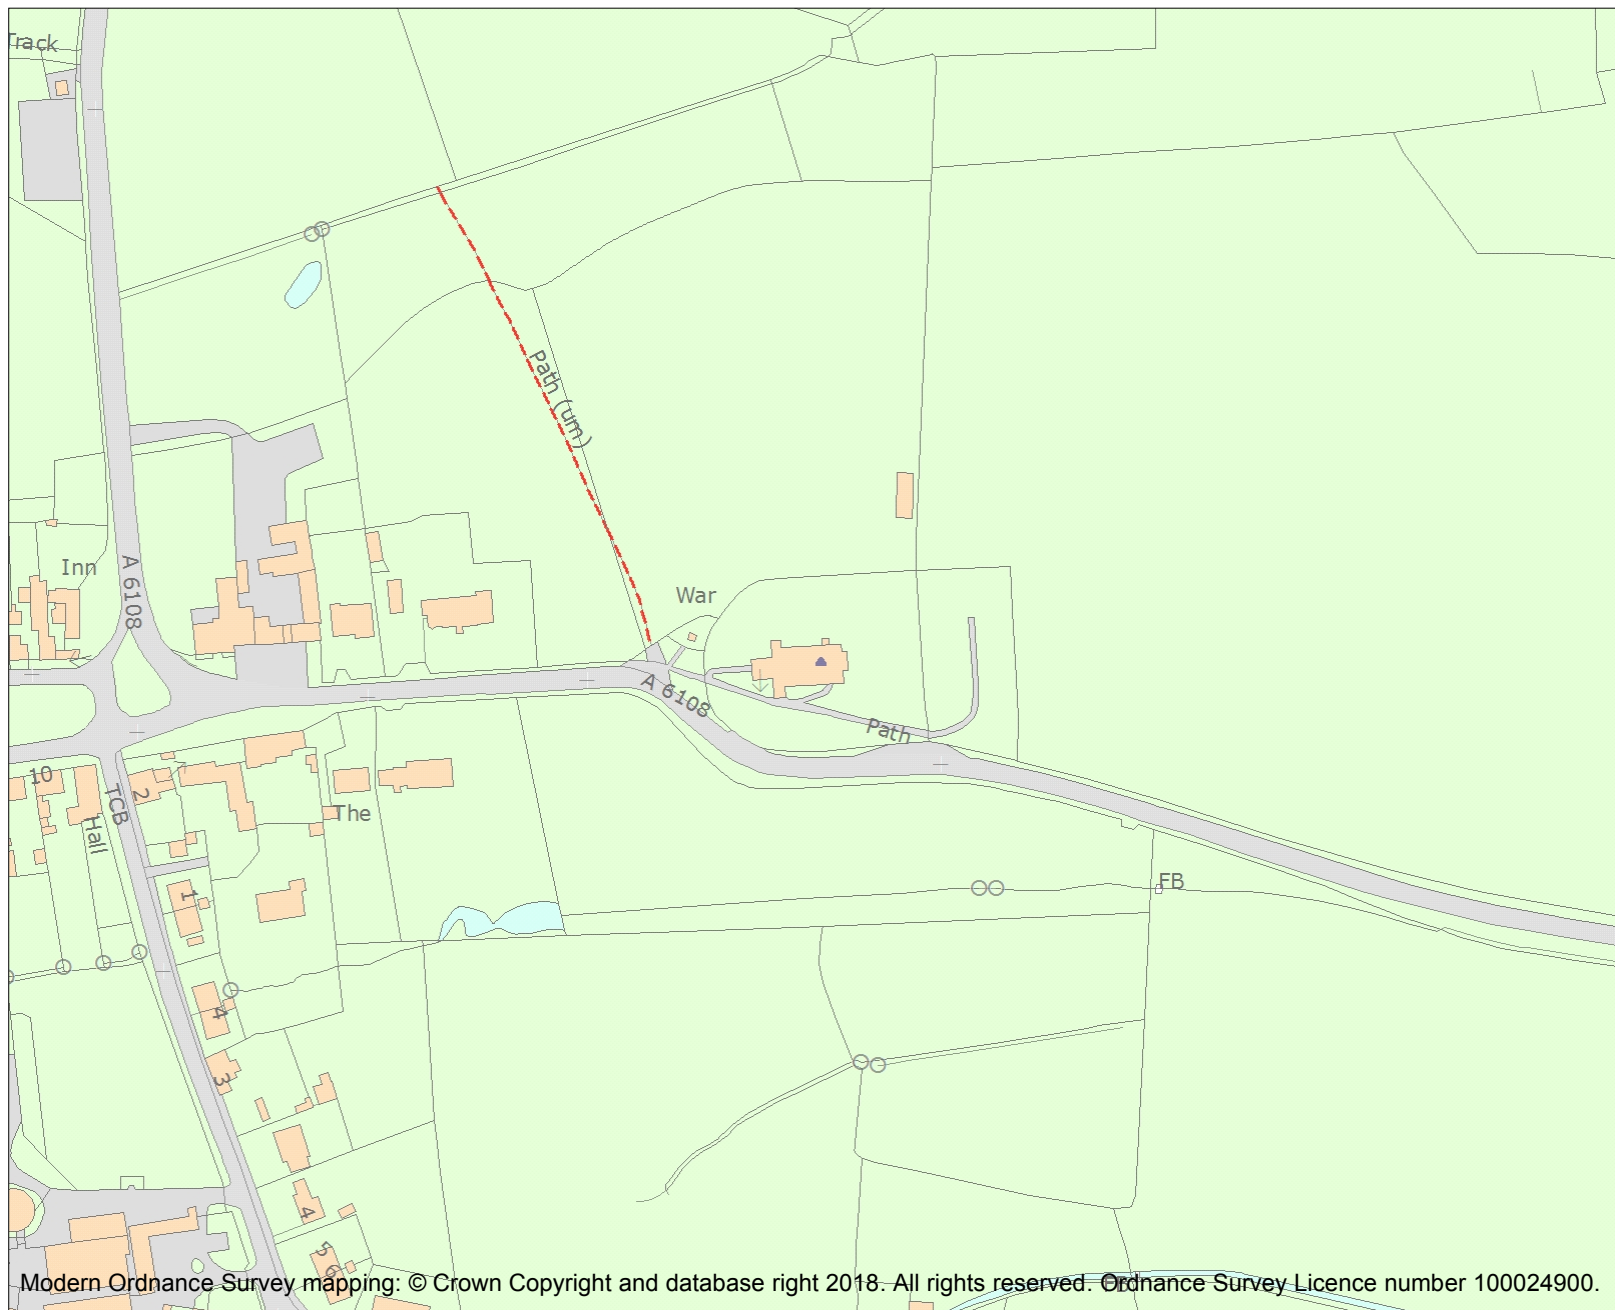 Track
Path (um)
Inn
A 6108
War
A 6108
Path
10
TCB
2
The
Hall
1
FB
4
3
4
5
6
Modern Ordnance Survey mapping: © Crown Copyright and database right 2018. All rights reserved. Ordnance Survey Licence number 100024900.